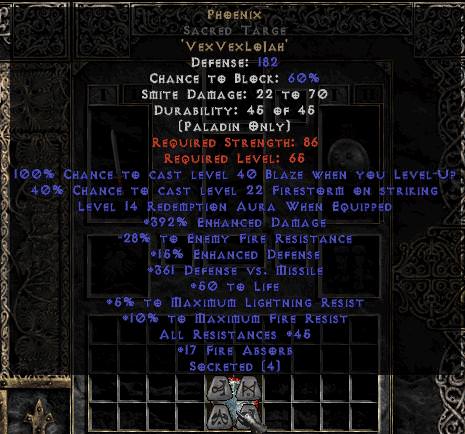 Phoenix
Sacred Targe
'VexVexLoJah'
Defense: 182
Chance to Block: 60%
Smite Damage: 22 to 70
Durability: 45 of 45
(Paladin Only)
Required Strength: 86
Required Level: 65
100% Chance to cast level 40 Blaze when you Level-Up
40% Chance to cast level 22 Firestorm on striking
Level 14 Redemption Aura When Equipped
+392% Enhanced Damage
-28% to Enemy Fire Resistance
+15% Enhanced Defense
+361 Defense vs. Missile
+50 to Life
+5% to Maximum Lightning Resist
+10% to Maximum Fire Resist
All Resistances +45
+17 Fire Absorb
Socketed (4)